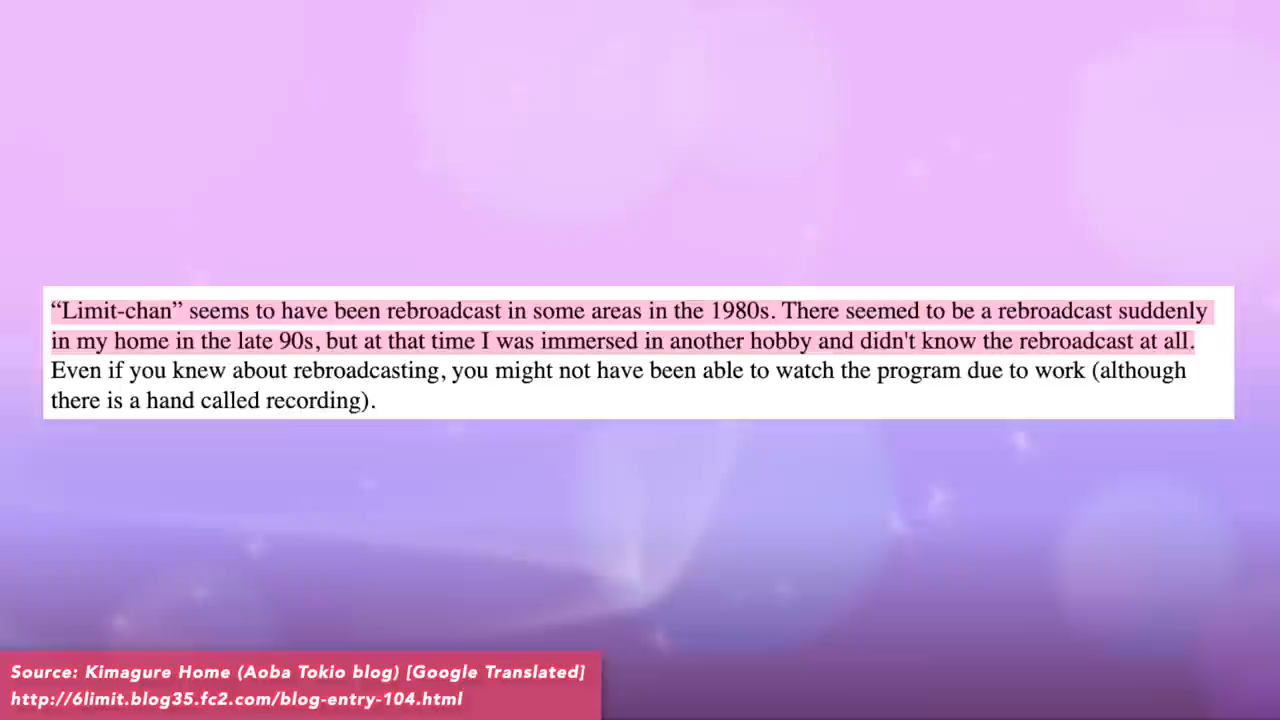 “Limit-chan” seems to have been rebroadcast in some areas in the 1980s. There seemed to be a rebroadcast suddenly
in my home in the late 90s, but at that time I was immersed in another hobby and didn't know the rebroadcast at all.
Even if you knew about rebroadcasting, you might not have been able to watch the program due to work (although
there is a hand called recording).
Source: Kimagure Home (Aoba Tokio blog) [Google Translated]
http://6limit.blog35.fc2.com/blog-entry-104.html